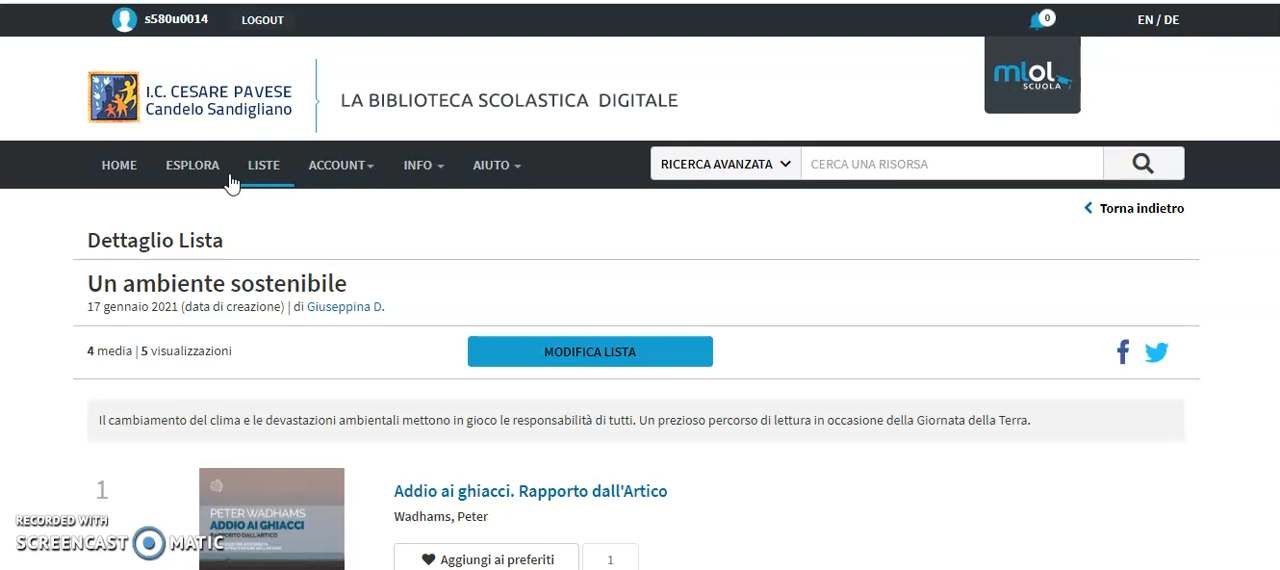 s580u0014 LOGOUT 0 EN / DE
I.C. CESARE PAVESE
Candelo Sandigliano
LA BIBLIOTECA SCOLASTICA DIGITALE
mlol
SCUOLA
HOME ESPLORA LISTE ACCOUNT INFO AIUTO RICERCA AVANZATA CERCA UNA RISORSA
Torna indietro
Dettaglio Lista
Un ambiente sostenibile
17 gennaio 2021 (data di creazione) | di Giuseppina D.
4 media | 5 visualizzazioni MODIFICA LISTA
Il cambiamento del clima e le devastazioni ambientali mettono in gioco le responsabilità di tutti. Un prezioso percorso di lettura in occasione della Giornata della Terra.
1
Addio ai ghiacci. Rapporto dall'Artico
Wadhams, Peter
PETER WADHAMS
ADDIO AI GHIACCI
RAPPORTO DALL'ARTICO
Aggiungi ai preferiti 1
RECORDED WITH
SCREENCAST MATIC